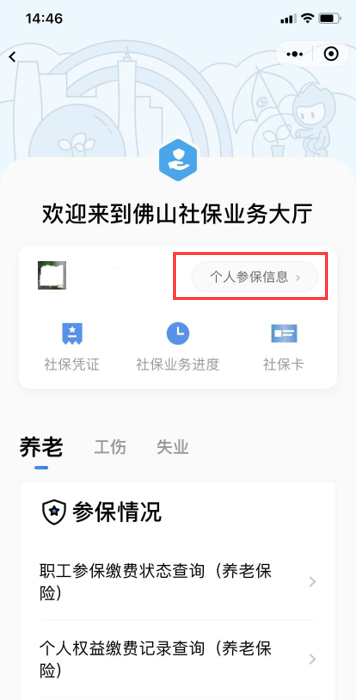 14:46
欢迎来到佛山社保业务大厅
个人参保信息 ›
社保凭证 社保业务进度 社保卡
养老 工伤 失业
参保情况
职工参保缴费状态查询（养老保
险）
个人权益缴费记录查询（养老保
险）